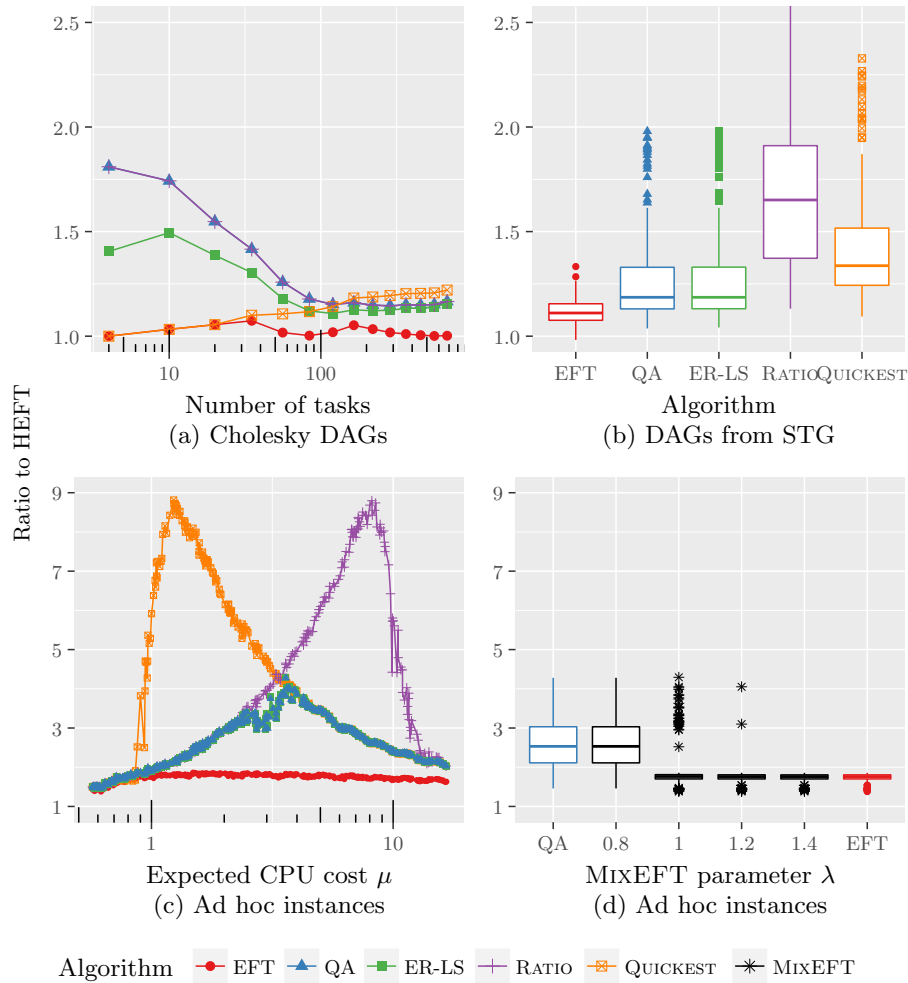 Ratio to HEFT
2.5
2.0
1.5
1.0
10
100
Number of tasks
(a) Cholesky DAGs
2.5
2.0
1.5
1.0
EFT QA ER-LS RATIO QUICKEST
Algorithm
(b) DAGs from STG
9
7
5
3
1
1
10
Expected CPU cost μ
(c) Ad hoc instances
9
7
5
3
1
QA 0.8 1 1.2 1.4 EFT
MIXEFT parameter λ
(d) Ad hoc instances
Algorithm EFT QA ER-LS RATIO QUICKEST MIXEFT